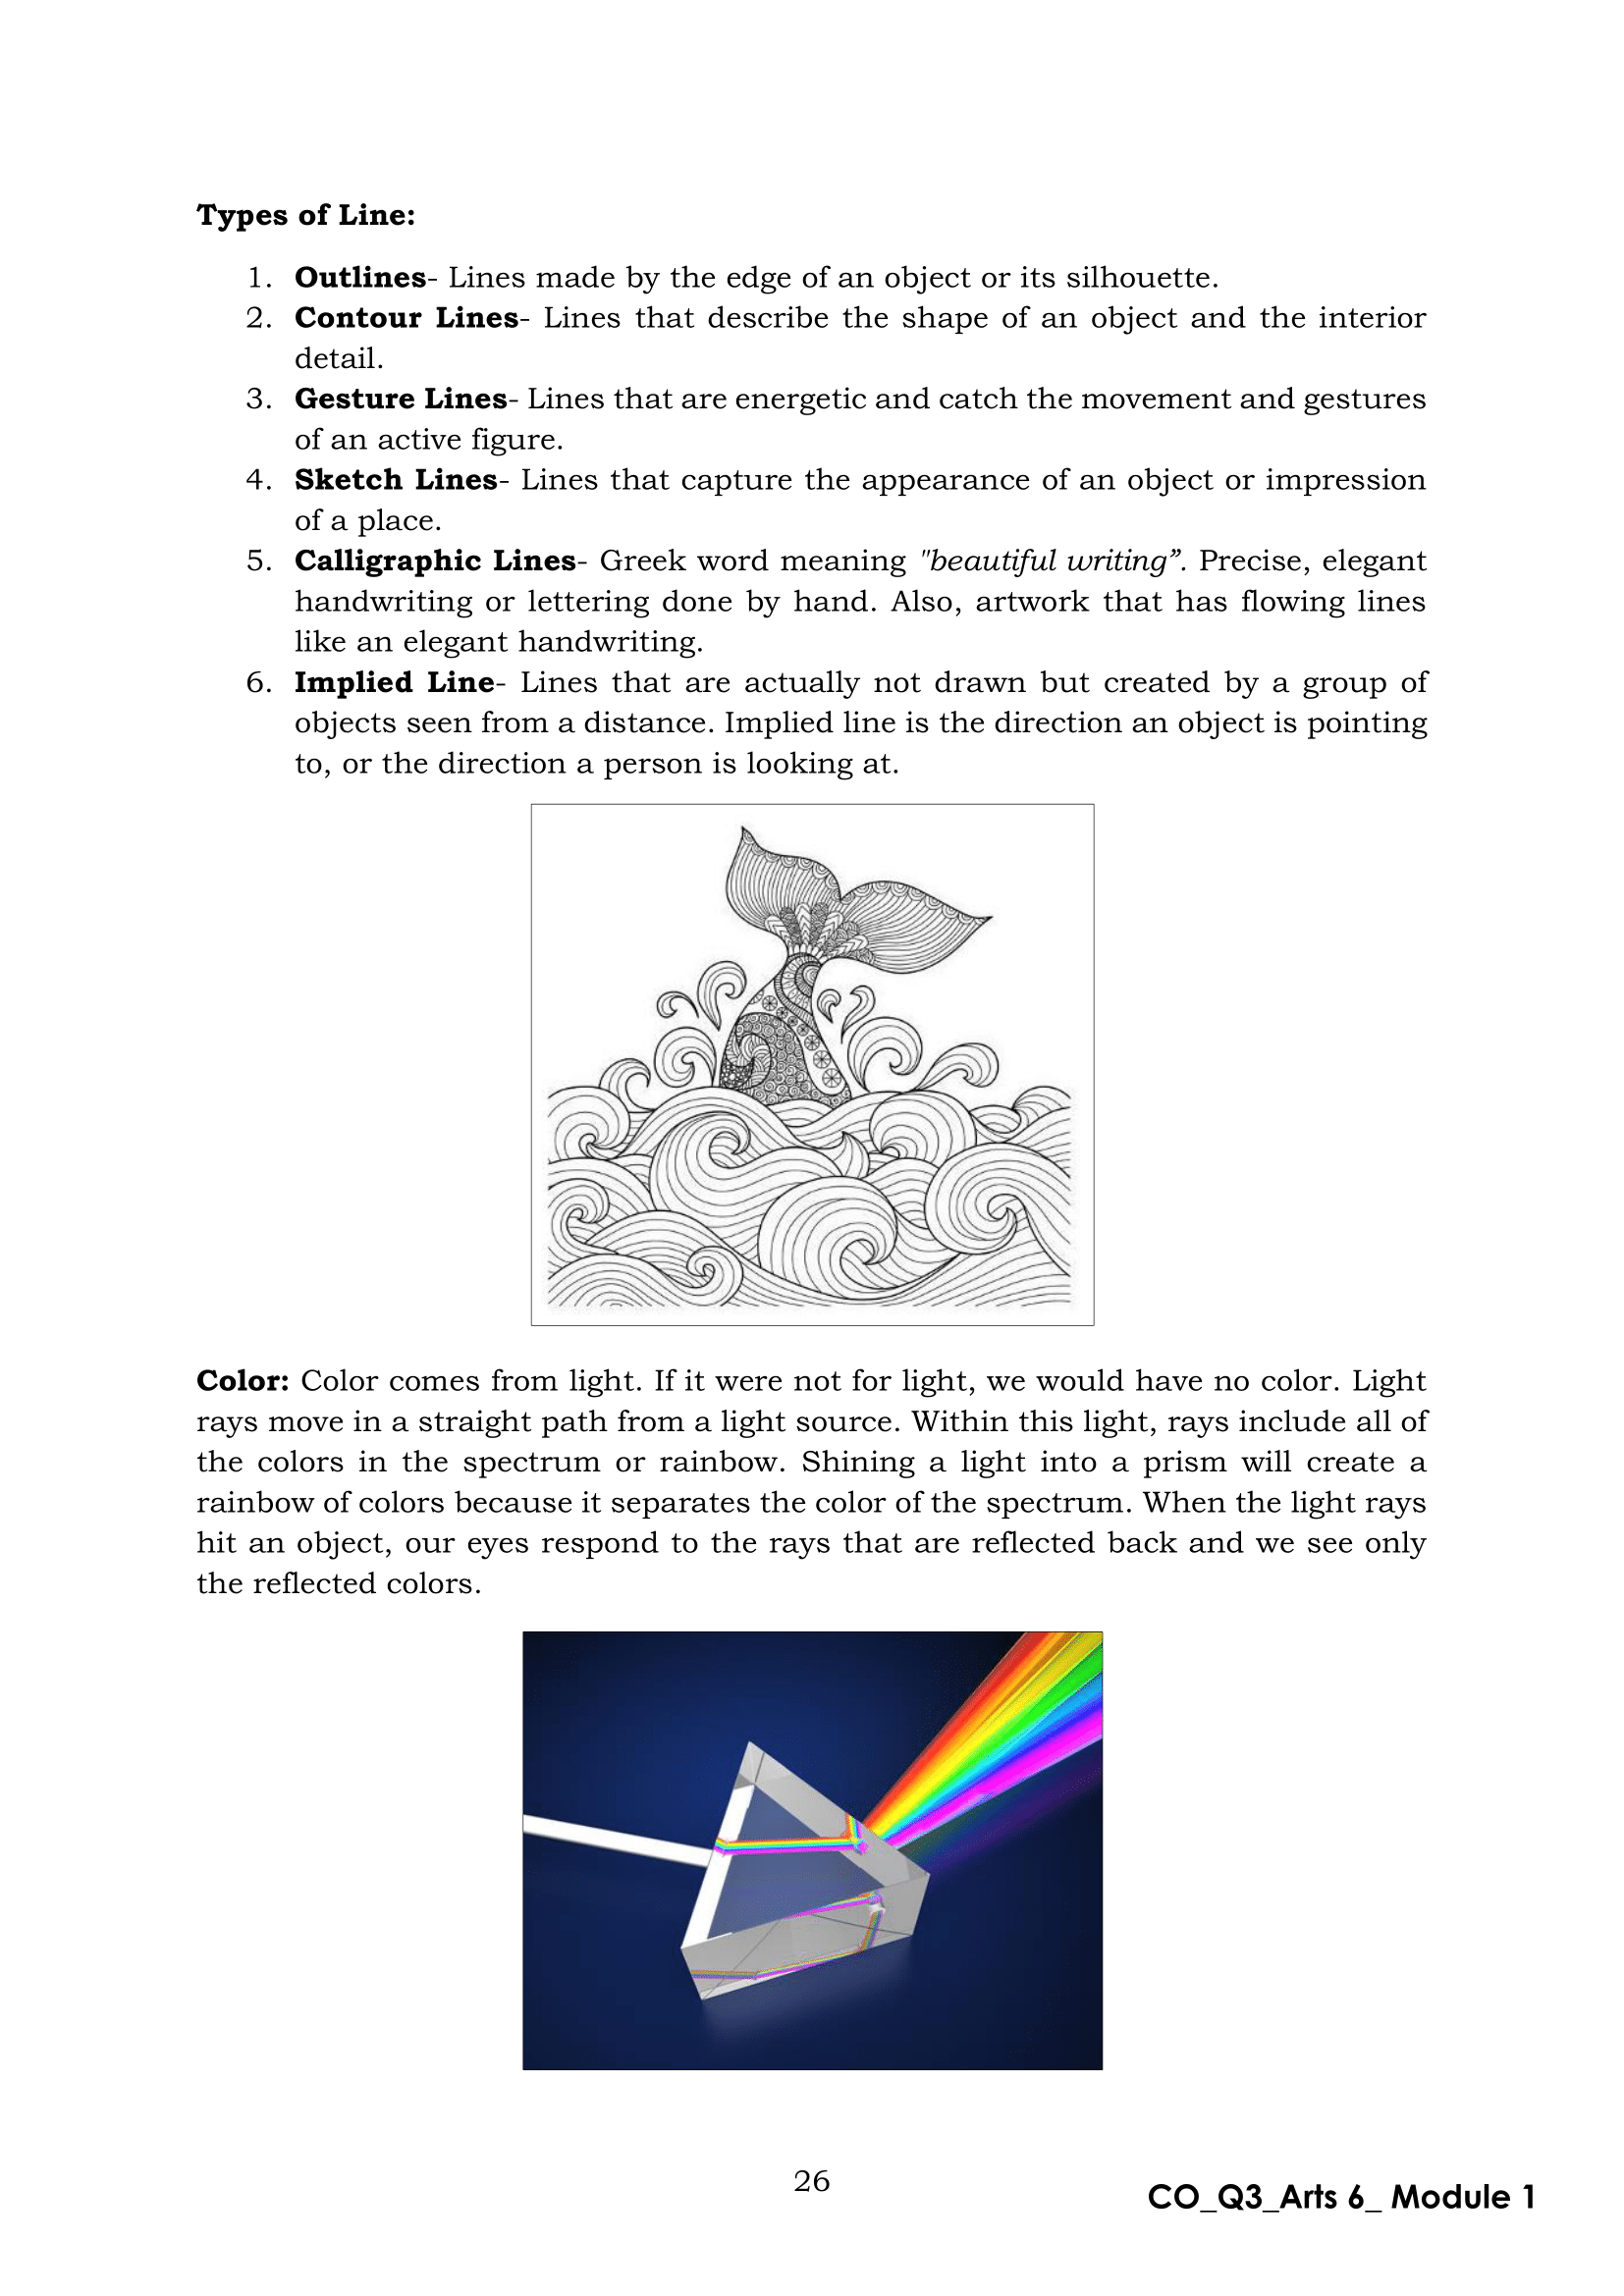 Types of Line:
1. Outlines- Lines made by the edge of an object or its silhouette.
2. Contour Lines- Lines that describe the shape of an object and the interior
detail.
3. Gesture Lines- Lines that are energetic and catch the movement and gestures
of an active figure.
4. Sketch Lines- Lines that capture the appearance of an object or impression
of a place.
5. Calligraphic Lines- Greek word meaning "beautiful writing”. Precise, elegant
handwriting or lettering done by hand. Also, artwork that has flowing lines
like an elegant handwriting.
6. Implied Line- Lines that are actually not drawn but created by a group of
objects seen from a distance. Implied line is the direction an object is pointing
to, or the direction a person is looking at.
Color: Color comes from light. If it were not for light, we would have no color. Light
rays move in a straight path from a light source. Within this light, rays include all of
the colors in the spectrum or rainbow. Shining a light into a prism will create a
rainbow of colors because it separates the color of the spectrum. When the light rays
hit an object, our eyes respond to the rays that are reflected back and we see only
the reflected colors.
26
CO_Q3_Arts 6_ Module 1